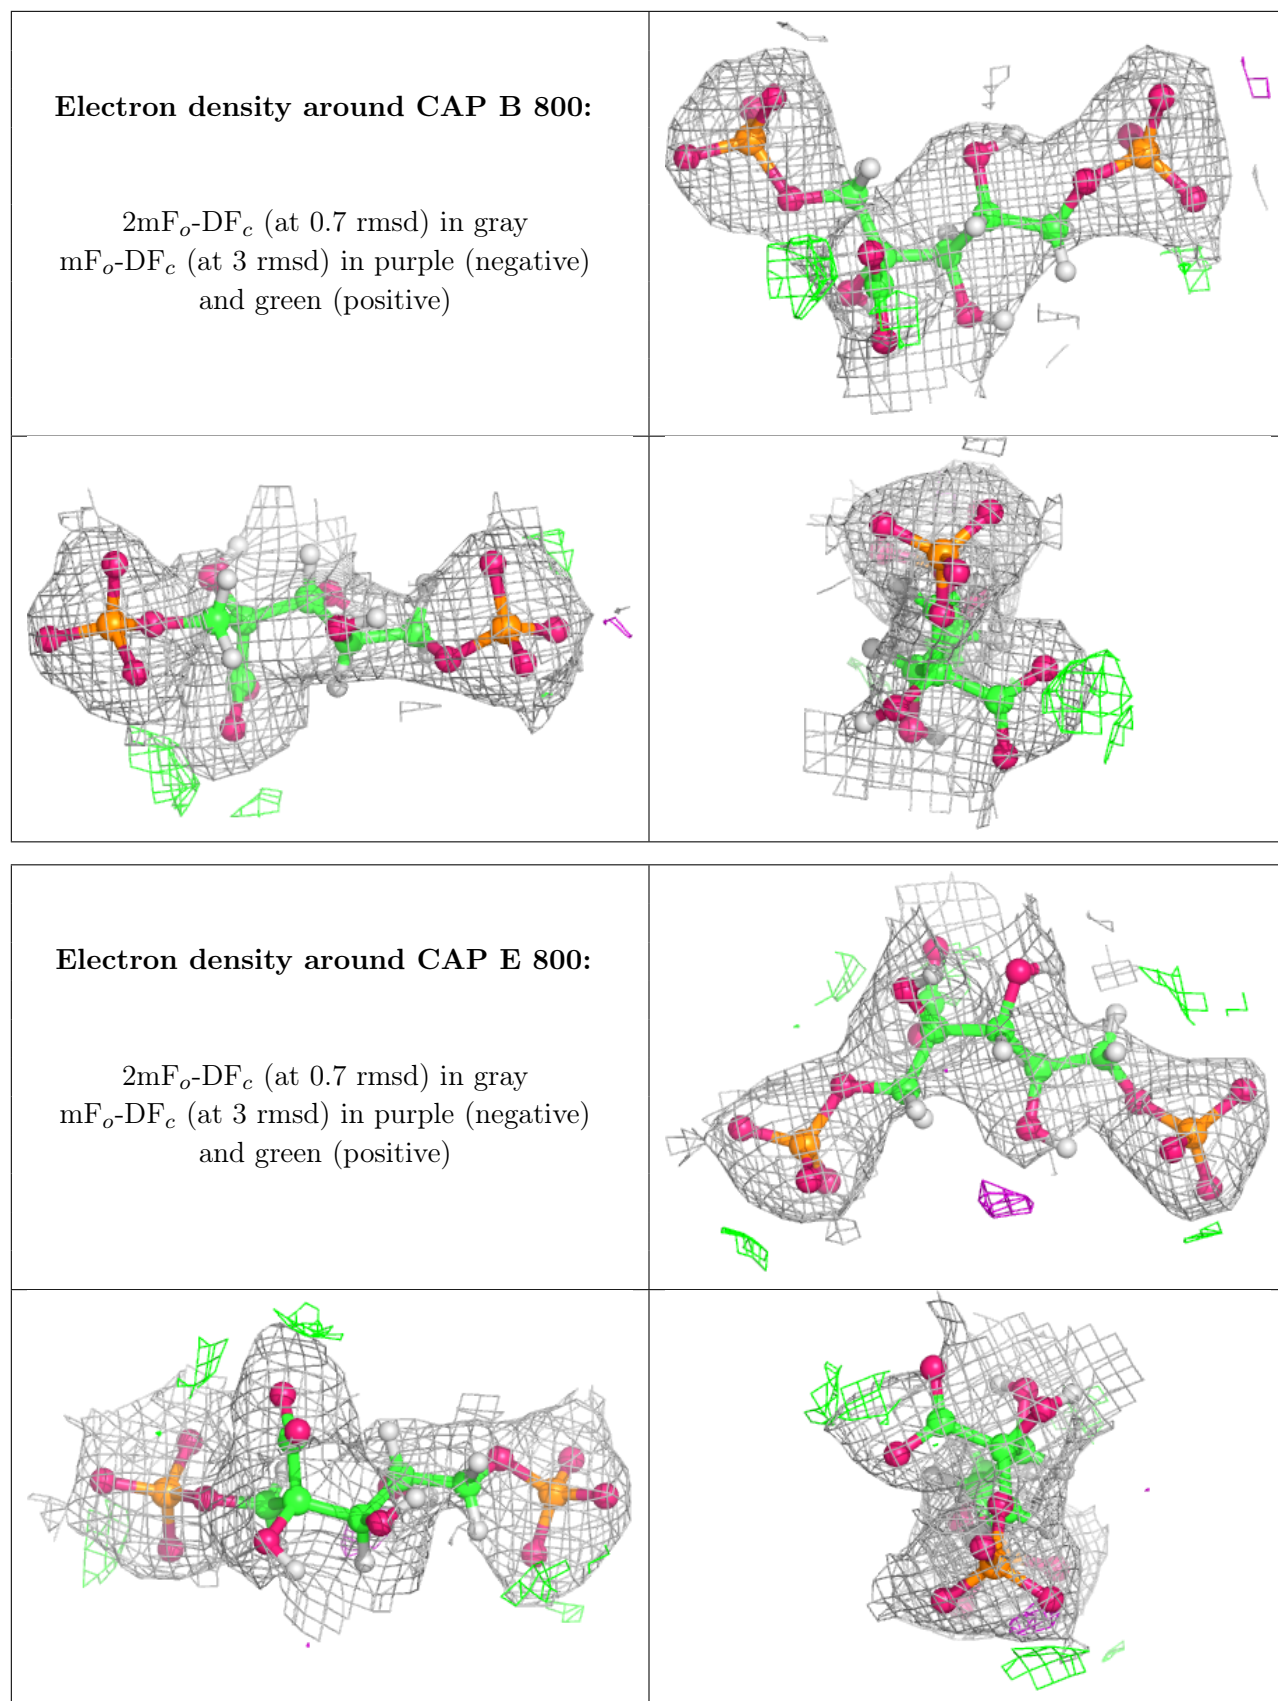 Electron density around CAP B 800:
2mFo-DFc (at 0.7 rmsd) in gray
mFo-DFc (at 3 rmsd) in purple (negative)
and green (positive)
Electron density around CAP E 800:
2mFo-DFc (at 0.7 rmsd) in gray
mFo-DFc (at 3 rmsd) in purple (negative)
and green (positive)